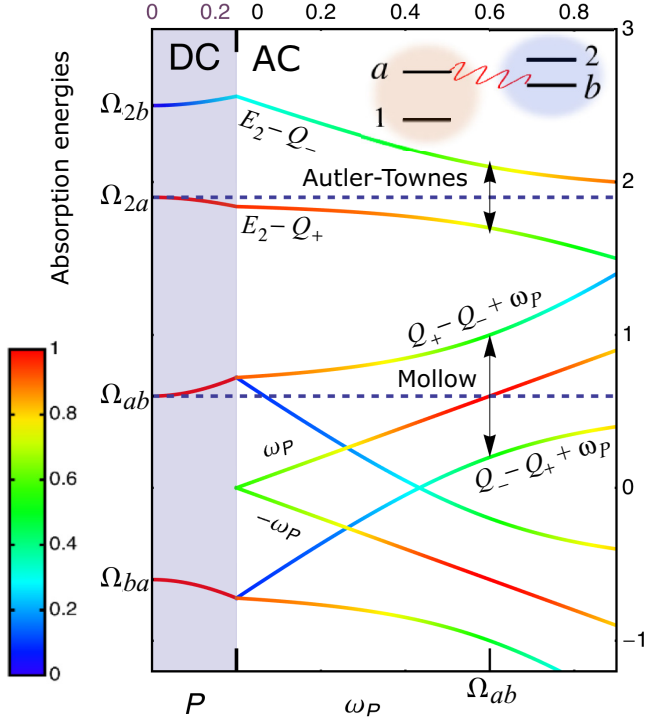 0 0.2 0 0.2 0.4 0.6 0.8
DC AC
3
a 2
b
1
Ω2b
E2−Q−
Autler-Townes
2
Ω2a
E2−Q+
Absorption energies
Q+−Q−+ωP
1
1
Mollow
0.8
Ωab
ωP
Q−−Q++ωP
0.6
0
0.4
−ωP
Ωba
0.2
0
−1
P ωP Ωab